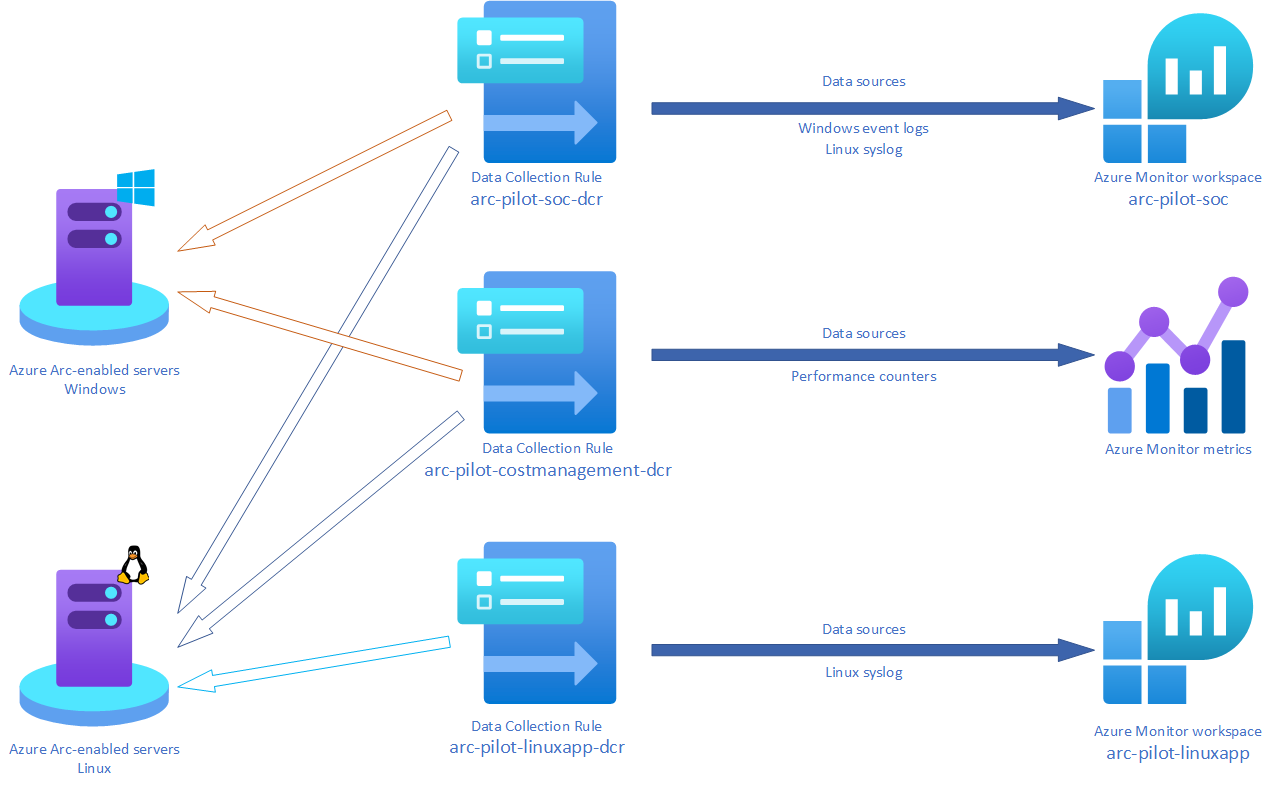 Data sources
Windows event logs
Linux syslog
Data Collection Rule
arc-pilot-soc-dcr
Azure Monitor workspace
arc-pilot-soc
Azure Arc-enabled servers
Windows
Data sources
Performance counters
Data Collection Rule
arc-pilot-costmanagement-dcr
Azure Monitor metrics
Data sources
Linux syslog
Data Collection Rule
arc-pilot-linuxapp-dcr
Azure Monitor workspace
arc-pilot-linuxapp
Azure Arc-enabled servers
Linux